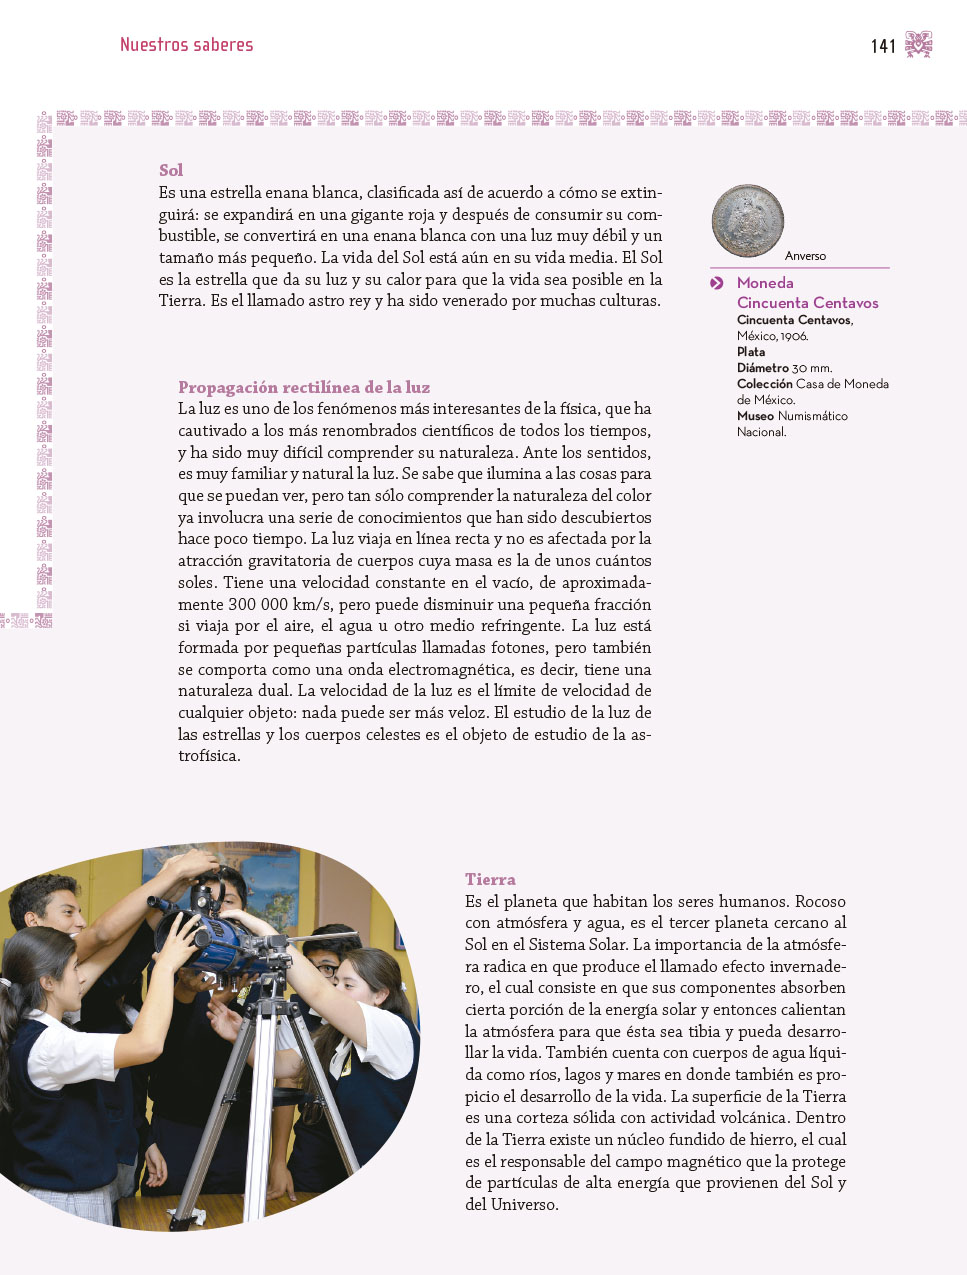 Nuestros saberes
141
Sol
Es una estrella enana blanca, clasificada así de acuerdo a cómo se extin-
guirá: se expandirá en una gigante roja y después de consumir su com-
bustible, se convertirá en una enana blanca con una luz muy débil y un
tamaño más pequeño. La vida del Sol está aún en su vida media. El Sol
es la estrella que da su luz y su calor para que la vida sea posible en la
Tierra. Es el llamado astro rey y ha sido venerado por muchas culturas.
Anverso
Moneda
Cincuenta Centavos
Cincuenta Centavos,
México, 1906.
Plata
Diámetro 30 mm.
Colección Casa de Moneda
de México.
Museo Numismático
Nacional.
Propagación rectilínea de la luz
La luz es uno de los fenómenos más interesantes de la física, que ha
cautivado a los más renombrados científicos de todos los tiempos,
y ha sido muy difícil comprender su naturaleza. Ante los sentidos,
es muy familiar y natural la luz. Se sabe que ilumina a las cosas para
que se puedan ver, pero tan sólo comprender la naturaleza del color
ya involucra una serie de conocimientos que han sido descubiertos
hace poco tiempo. La luz viaja en línea recta y no es afectada por la
atracción gravitatoria de cuerpos cuya masa es la de unos cuántos
soles. Tiene una velocidad constante en el vacío, de aproximada-
mente 300 000 km/s, pero puede disminuir una pequeña fracción
si viaja por el aire, el agua u otro medio refringente. La luz está
formada por pequeñas partículas llamadas fotones, pero también
se comporta como una onda electromagnética, es decir, tiene una
naturaleza dual. La velocidad de la luz es el límite de velocidad de
cualquier objeto: nada puede ser más veloz. El estudio de la luz de
las estrellas y los cuerpos celestes es el objeto de estudio de la as-
trofísica.
Tierra
Es el planeta que habitan los seres humanos. Rocoso
con atmósfera y agua, es el tercer planeta cercano al
Sol en el Sistema Solar. La importancia de la atmósfe-
ra radica en que produce el llamado efecto invernade-
ro, el cual consiste en que sus componentes absorben
cierta porción de la energía solar y entonces calientan
la atmósfera para que ésta sea tibia y pueda desarro-
llar la vida. También cuenta con cuerpos de agua líqui-
da como ríos, lagos y mares en donde también es pro-
picio el desarrollo de la vida. La superficie de la Tierra
es una corteza sólida con actividad volcánica. Dentro
de la Tierra existe un núcleo fundido de hierro, el cual
es el responsable del campo magnético que la protege
de partículas de alta energía que provienen del Sol y
del Universo.